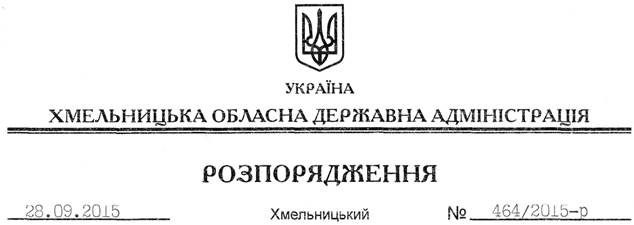 УКРАЇНА
ХМЕЛЬНИЦЬКА ОБЛАСНА ДЕРЖАВНА АДМІНІСТРАЦІЯ
РОЗПОРЯДЖЕННЯ
28.09.2015 Хмельницький № 464/2015-р